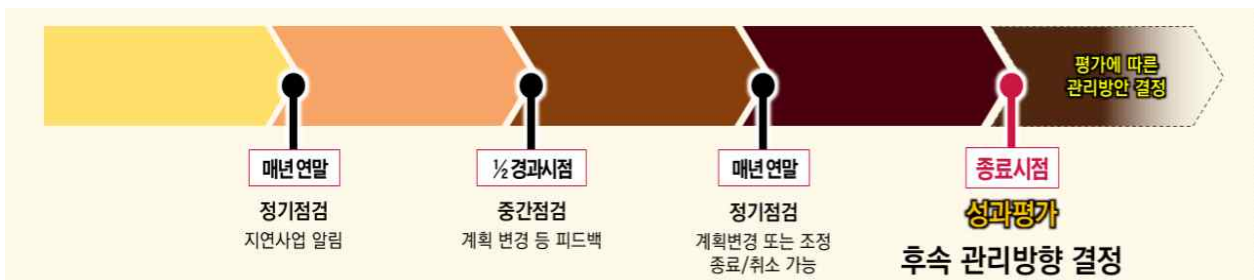 평가에 따른
관리방안 결정
매년 연말
정기점검
지연사업 알림
½ 경과시점
중간점검
계획 변경 등 피드백
매년 연말
정기점검
계획변경 또는 조정
종료/취소 가능
종료시점
성과평가
후속 관리방향 결정